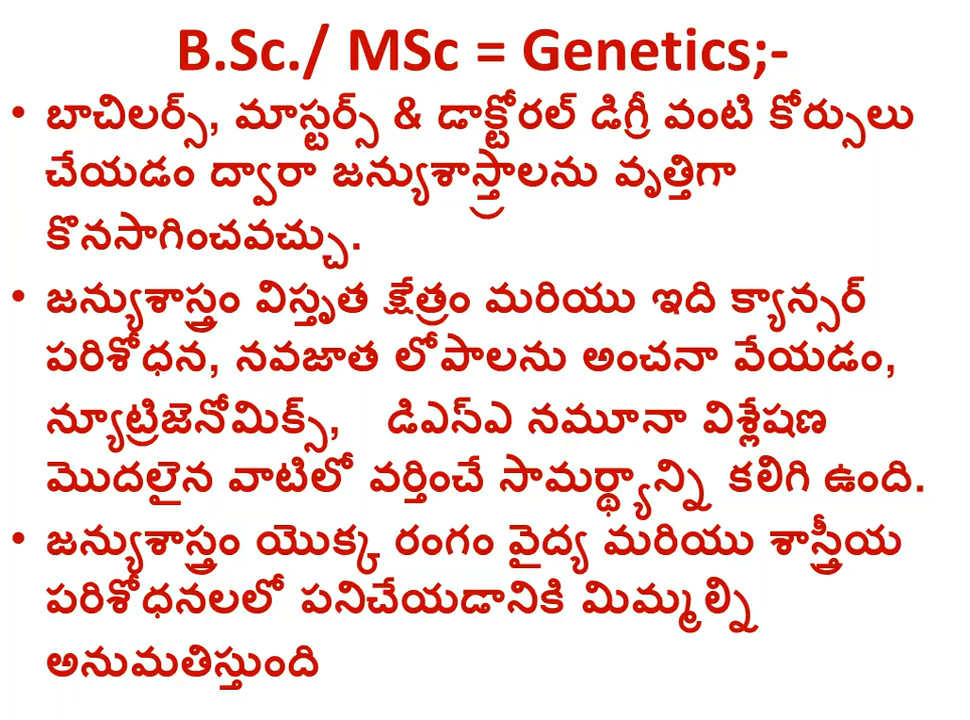 B.Sc./ MSc = Genetics;-
• బాచిలర్స్, మాస్టర్స్ & డాక్టోరల్ డిగ్రీ వంటి కోర్సులు
చేయడం ద్వారా జన్యుశాస్త్రాలను వృత్తిగా
కొనసాగించవచ్చు.
• జన్యుశాస్త్రం విస్తృత క్షేత్రం మరియు ఇది క్యాన్సర్
పరిశోధన, నవజాత లోపాలను అంచనా వేయడం,
న్యూట్రిజెనోమిక్స్, డిఎస్ఎ నమూనా విశ్లేషణ
మొదలైన వాటిలో వర్తించే సామర్థ్యాన్ని కలిగి ఉంది.
• జన్యుశాస్త్రం యొక్క రంగం వైద్య మరియు శాస్త్రీయ
పరిశోధనలలో పనిచేయడానికి మిమ్మల్ని
అనుమతిస్తుంది